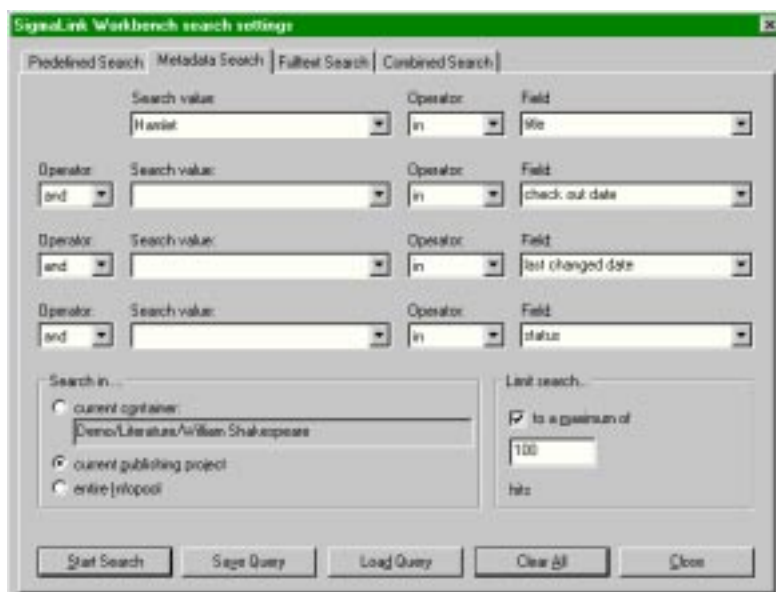 SigmaLink Workbench search settings
Predefined Search Metadata Search Fulltext Search Combined Search
Search value: Operator: Field:
Hamlet in title
Operator: Search value: Operator: Field:
and in check out date
Operator: Search value: Operator: Field:
and in last changed date
Operator: Search value: Operator: Field:
and in status
Search in... Limit search...
current container:
Demo/Literature/William Shakespeare
to a maximum of
100
current publishing project
entire Infopool
hits
Start Search Save Query Load Query Clear All Close